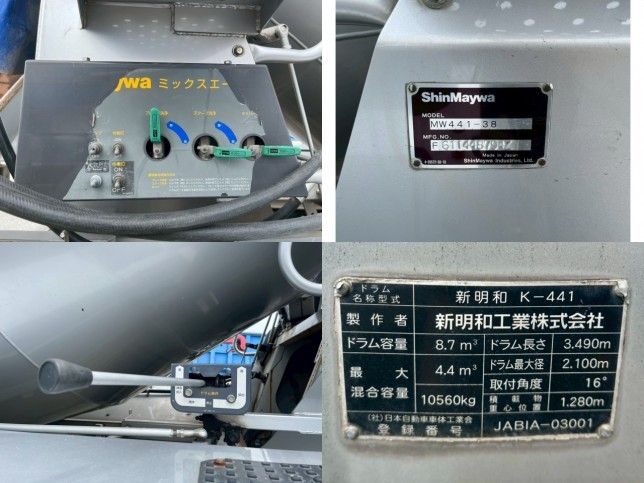 ywa ミックスエー
ON
OFF
ShinMaywa
MODEL
MW441-38
MFG.NO.
Made in Japan
ShinMaywa Industries, Ltd.
ドラム
名称型式
新明和 K-441
製作者
新明和工業株式会社
ドラム容量
8.7 m³
ドラム長さ
3.490m
最大
混合容量
4.4 m³
10560kg
ドラム最大径
2.100m
取付角度
16°
積載物
重心位置
1.280m
(社)日本自動車車体工業会
登録番号
JABIA-03001